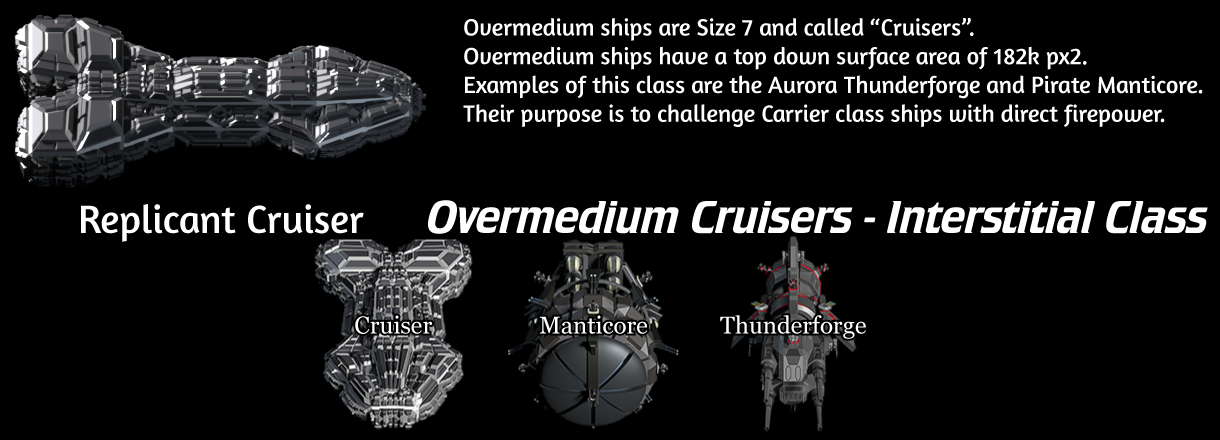 Overmedium ships are Size 7 and called “Cruisers”.
Overmedium ships have a top down surface area of 182k px2.
Examples of this class are the Aurora Thunderforge and Pirate Manticore.
Their purpose is to challenge Carrier class ships with direct firepower.
Replicant Cruiser
Overmedium Cruisers - Interstitial Class
Cruiser
Manticore
Thunderforge